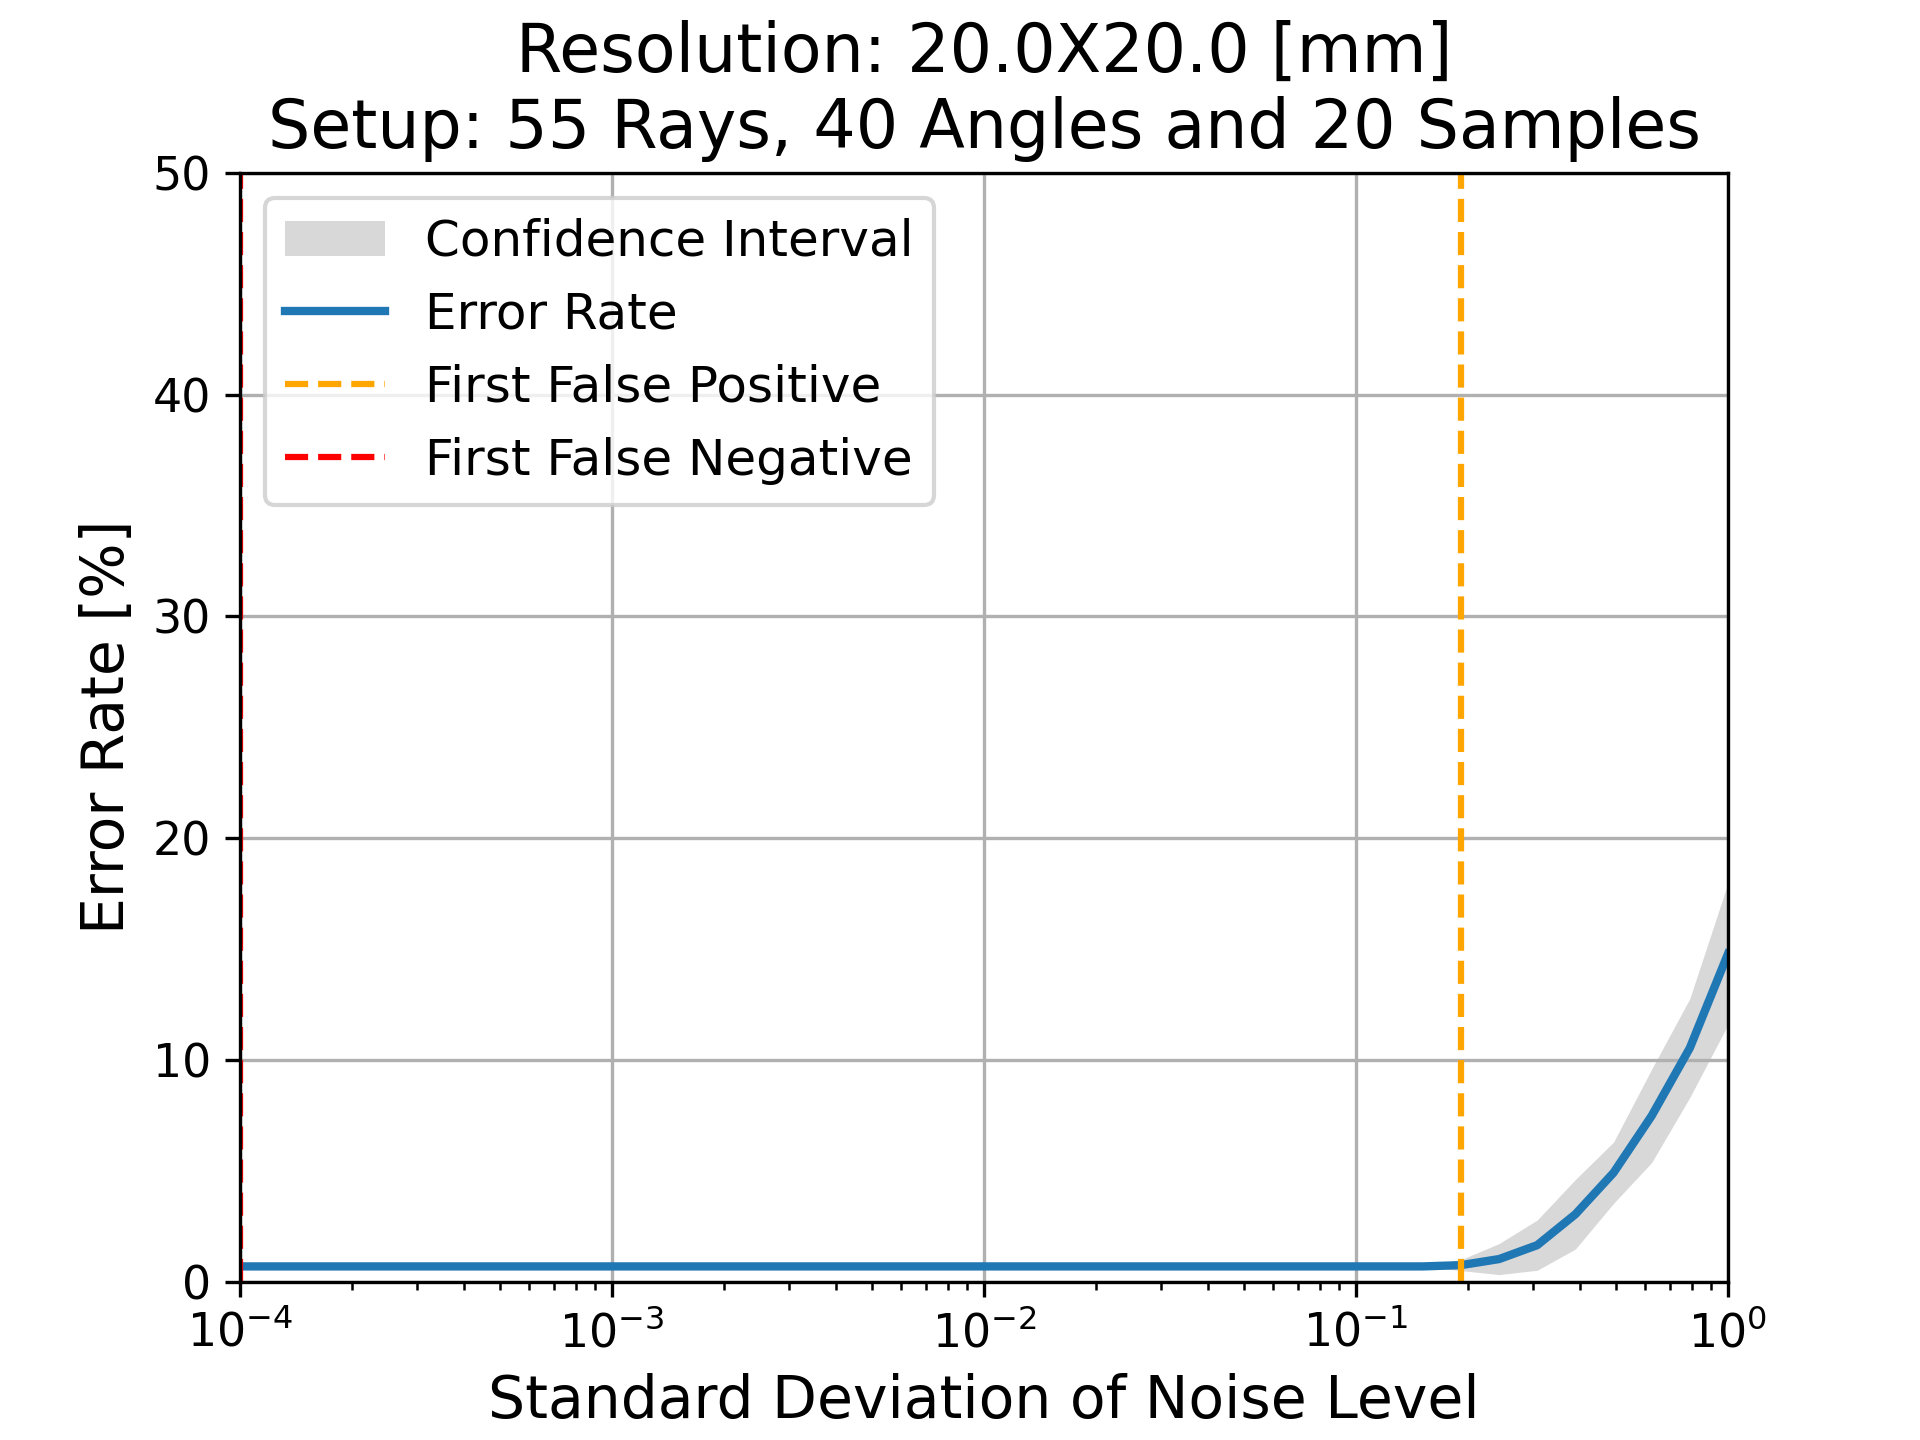 Resolution: 20.0X20.0 [mm]
Setup: 55 Rays, 40 Angles and 20 Samples
50
40
30
20
10
0
Error Rate [%]
Confidence Interval
Error Rate
First False Positive
First False Negative
10⁻⁴ 10⁻³ 10⁻² 10⁻¹ 10⁰
Standard Deviation of Noise Level